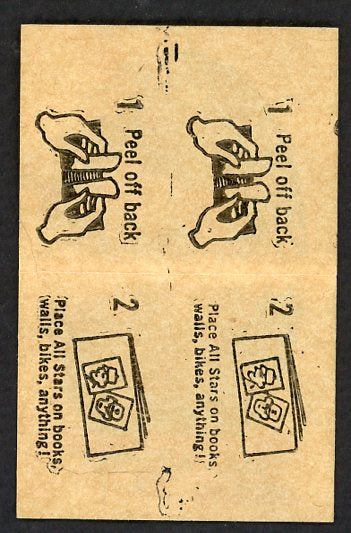 1 Peel off back
2
Place All Stars on books,
walls, bikes, anything!
1 Peel off back
2
Place All Stars on books,
walls, bikes, anything!